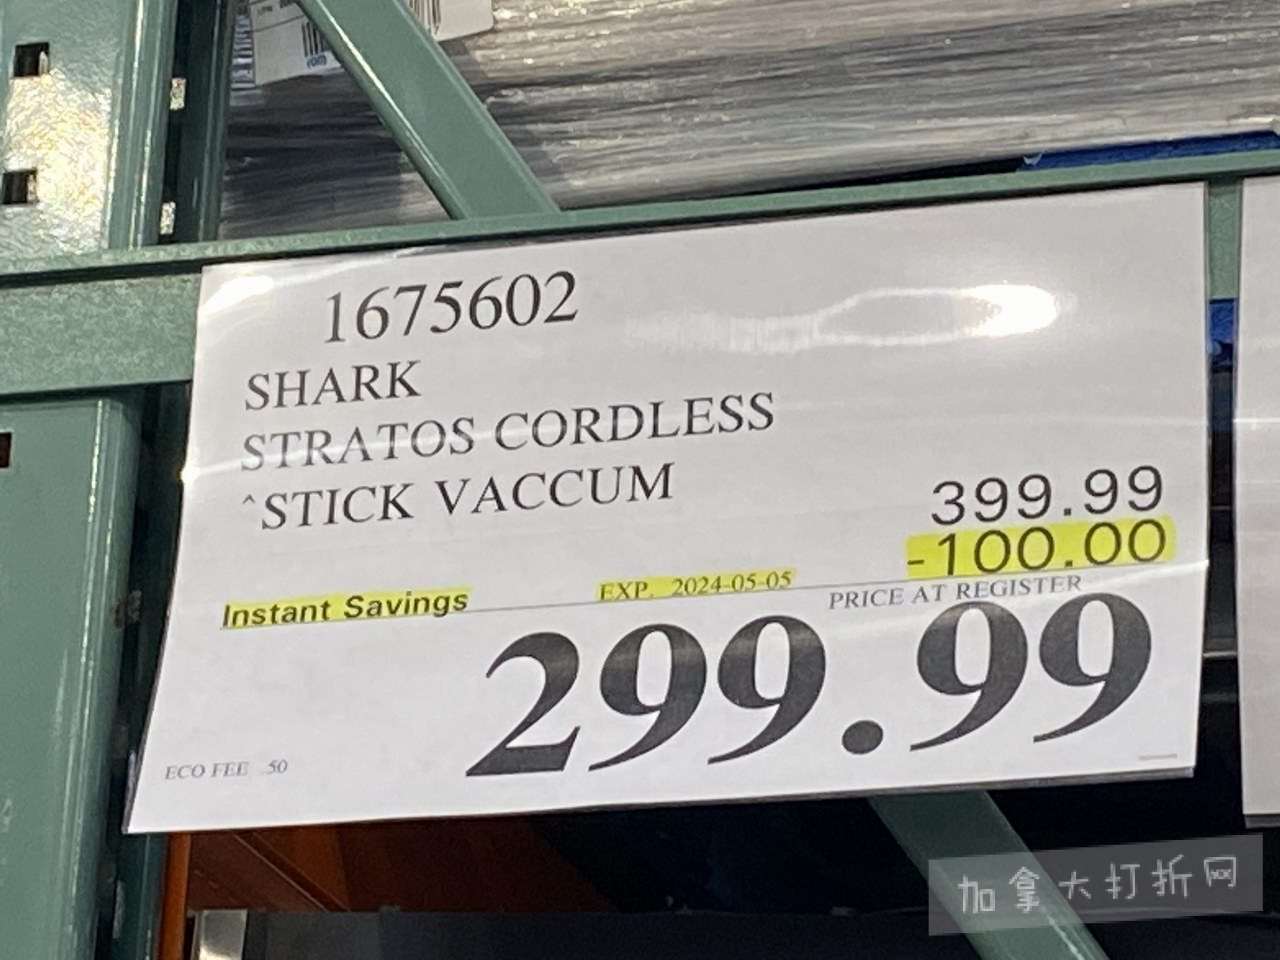 1675602
SHARK
STRATOS CORDLESS
^STICK VACCUM
399.99
-100.00
Instant Savings EXP. 2024-05-05 PRICE AT REGISTER
299.99
ECO FEE .50
加拿大打折网